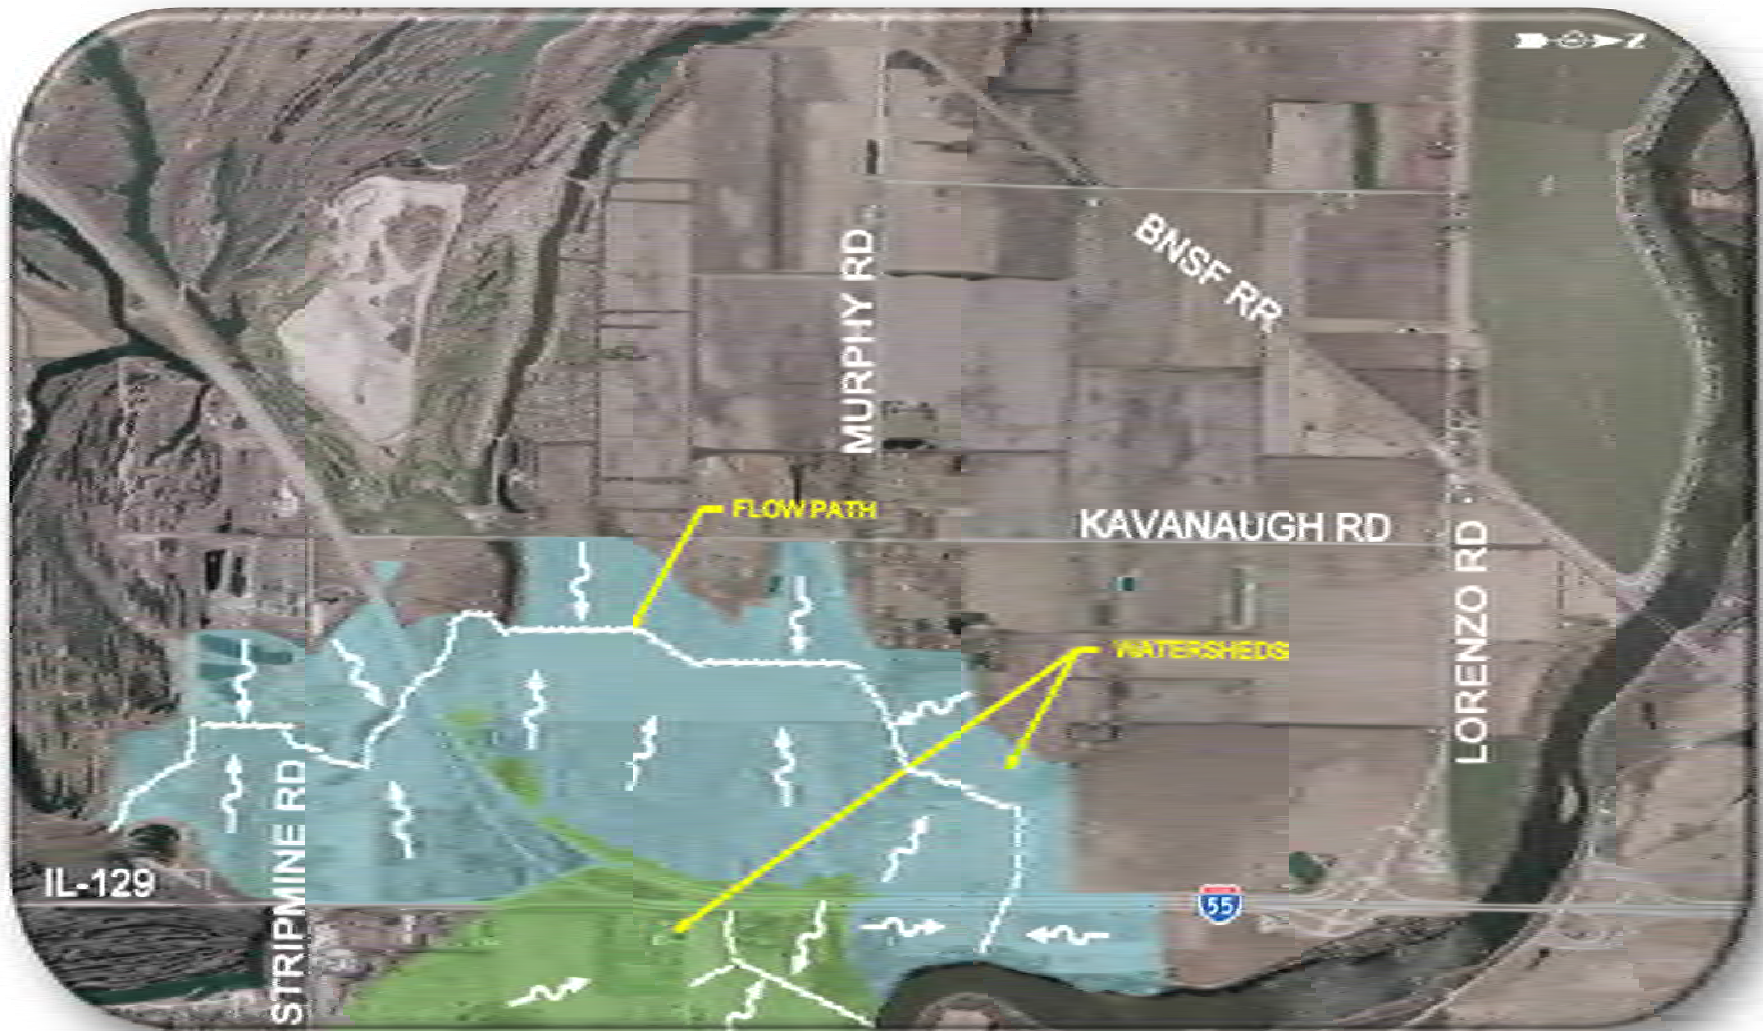 Z
MURPHY RD
BNSF RR
FLOW PATH
KAVANAUGH RD
LORENZO RD
WATERSHEDS
STRIPMINE RD
IL-129
55